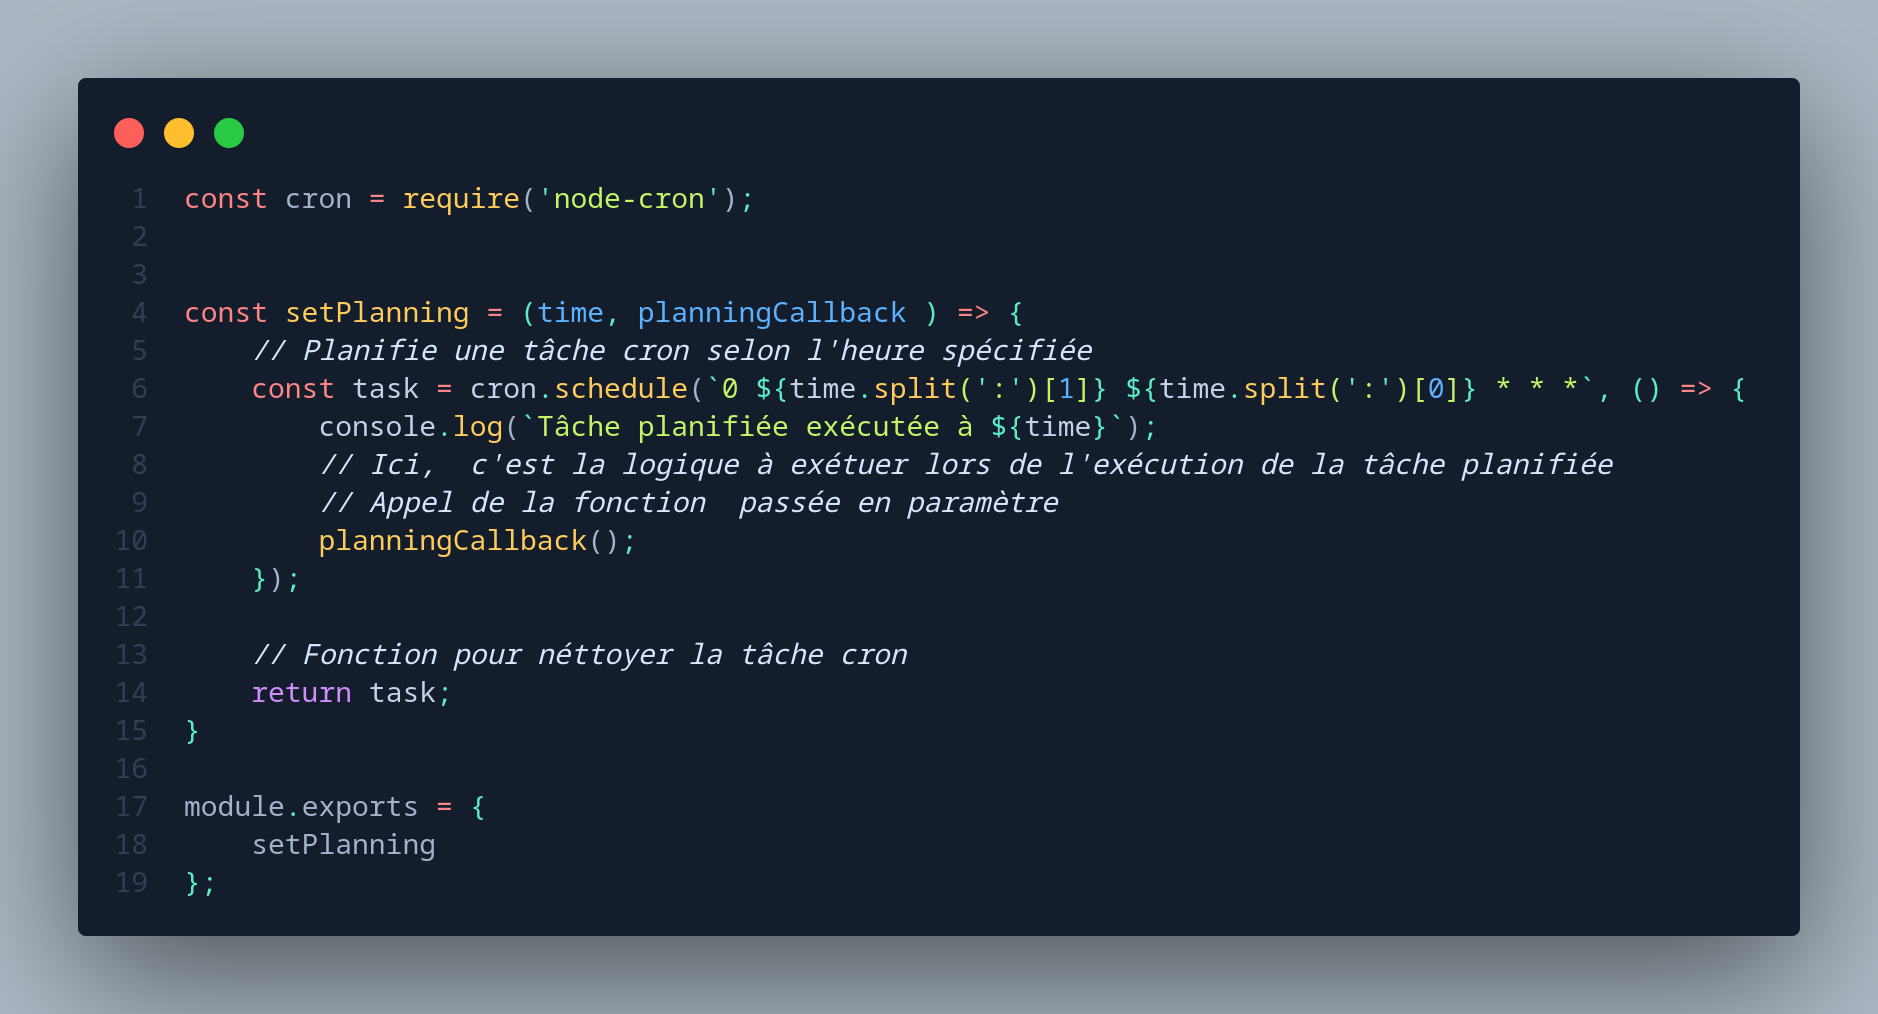 1 const cron = require('node-cron');
2
3
4 const setPlanning = (time, planningCallback ) => {
5     // Planifie une tâche cron selon l'heure spécifiée
6     const task = cron.schedule(`0 ${time.split(':')[1]} ${time.split(':')[0]} * * *`, () => {
7         console.log(`Tâche planifiée exécutée à ${time}`);
8         // Ici,  c'est la logique à exétuer lors de l'exécution de la tâche planifiée
9         // Appel de la fonction  passée en paramètre
10         planningCallback();
11     });
12
13     // Fonction pour néttoyer la tâche cron
14     return task;
15 }
16
17 module.exports = {
18     setPlanning
19 };